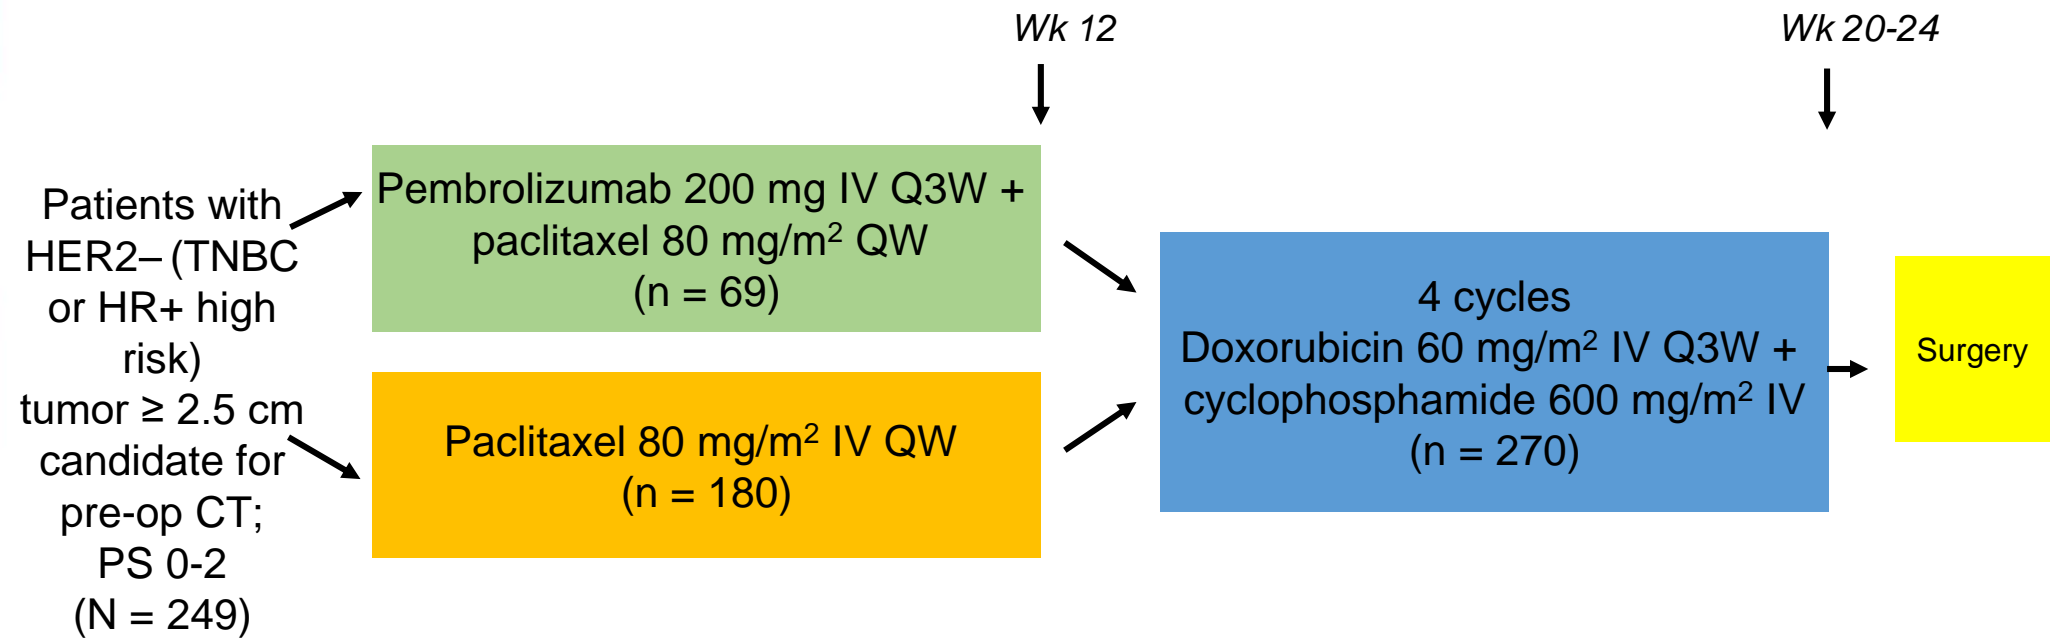 Wk 12
Wk 20-24
Patients with
HER2– (TNBC
or HR+ high
risk)
tumor ≥ 2.5 cm
candidate for
pre-op CT;
PS 0-2
(N = 249)
Pembrolizumab 200 mg IV Q3W +
paclitaxel 80 mg/m² QW
(n = 69)
Paclitaxel 80 mg/m² IV QW
(n = 180)
4 cycles
Doxorubicin 60 mg/m² IV Q3W +
cyclophosphamide 600 mg/m² IV
(n = 270)
Surgery